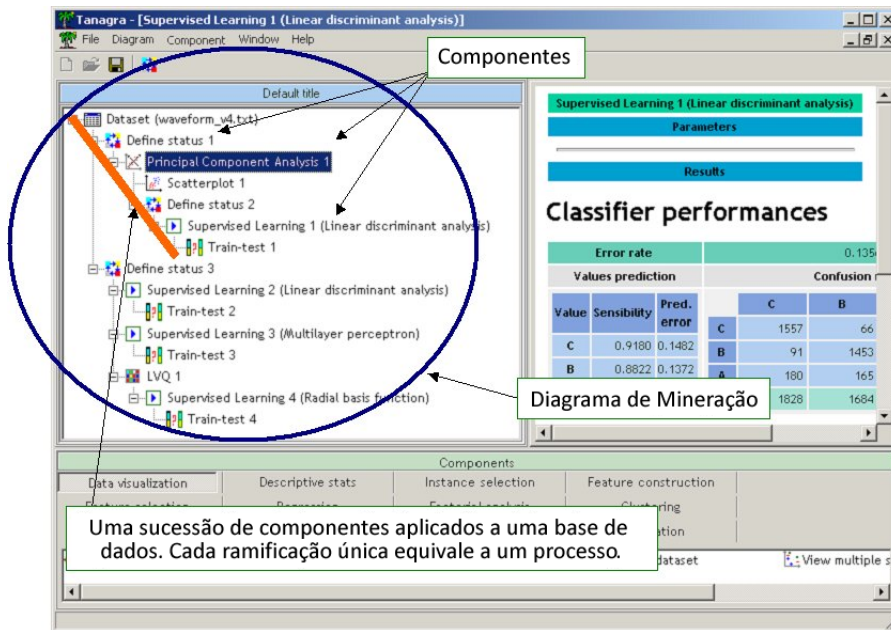 Tanagra - [Supervised Learning 1 (Linear discriminant analysis)]
File Diagram Component Window Help
Componentes
Default title
Dataset (waveform_v4.txt)
Define status 1
Principal Component Analysis 1
Scatterplot 1
Define status 2
Supervised Learning 1 (Linear discriminant analysis)
Train-test 1
Define status 3
Supervised Learning 2 (Linear discriminant analysis)
Train-test 2
Supervised Learning 3 (Multilayer perceptron)
Train-test 3
LVQ 1
Supervised Learning 4 (Radial basis function)
Train-test 4
Supervised Learning 1 (Linear discriminant analysis)
Parameters
Results
Classifier performances
Error rate 0.135
Values prediction Confusion
Value Sensibility Pred. error
C 0.9180 0.1482
B 0.8822 0.1372
C B
C 1557 66
B 91 1453
A 180 165
1828 1684
Diagrama de Mineração
Components
Data visualization Descriptive stats Instance selection Feature construction
Uma sucessão de componentes aplicados a uma base de
dados. Cada ramificação única equivale a um processo.
dataset View multiple s